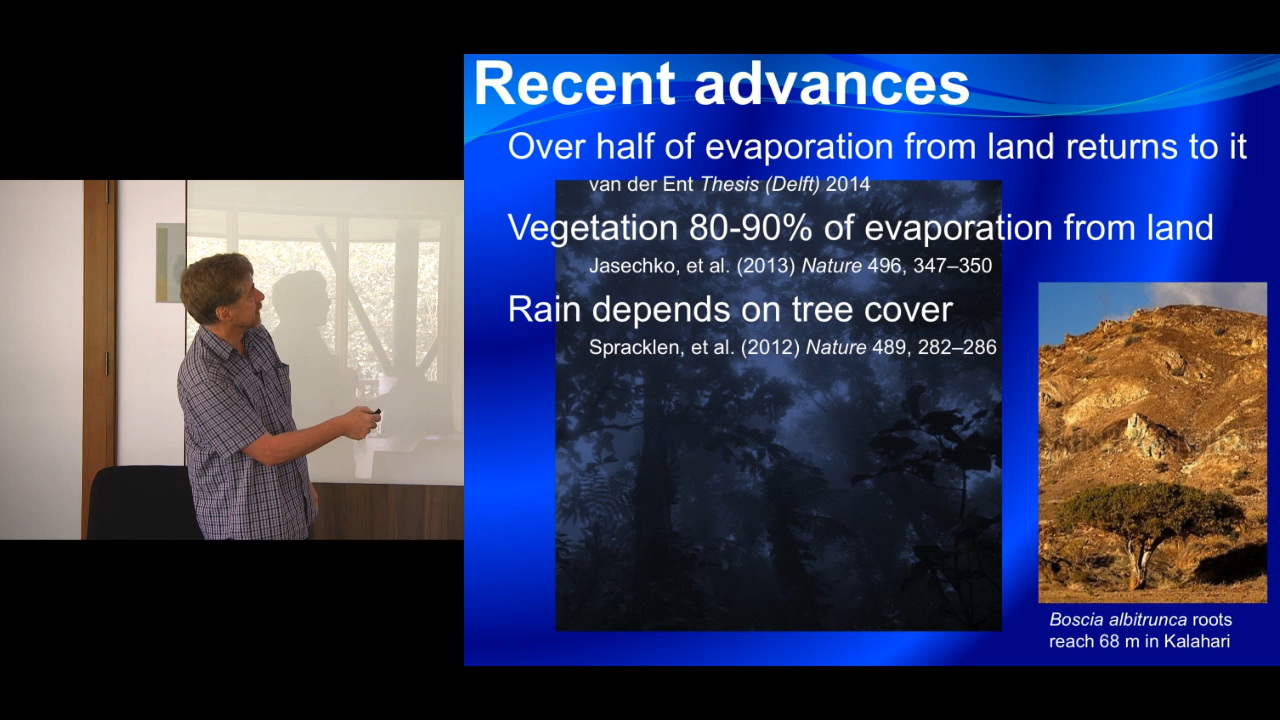 Recent advances
Over half of evaporation from land returns to it
van der Ent Thesis (Delft) 2014
Vegetation 80-90% of evaporation from land
Jasechko, et al. (2013) Nature 496, 347–350
Rain depends on tree cover
Spracklen, et al. (2012) Nature 489, 282–286
Boscia albitrunca roots
reach 68 m in Kalahari